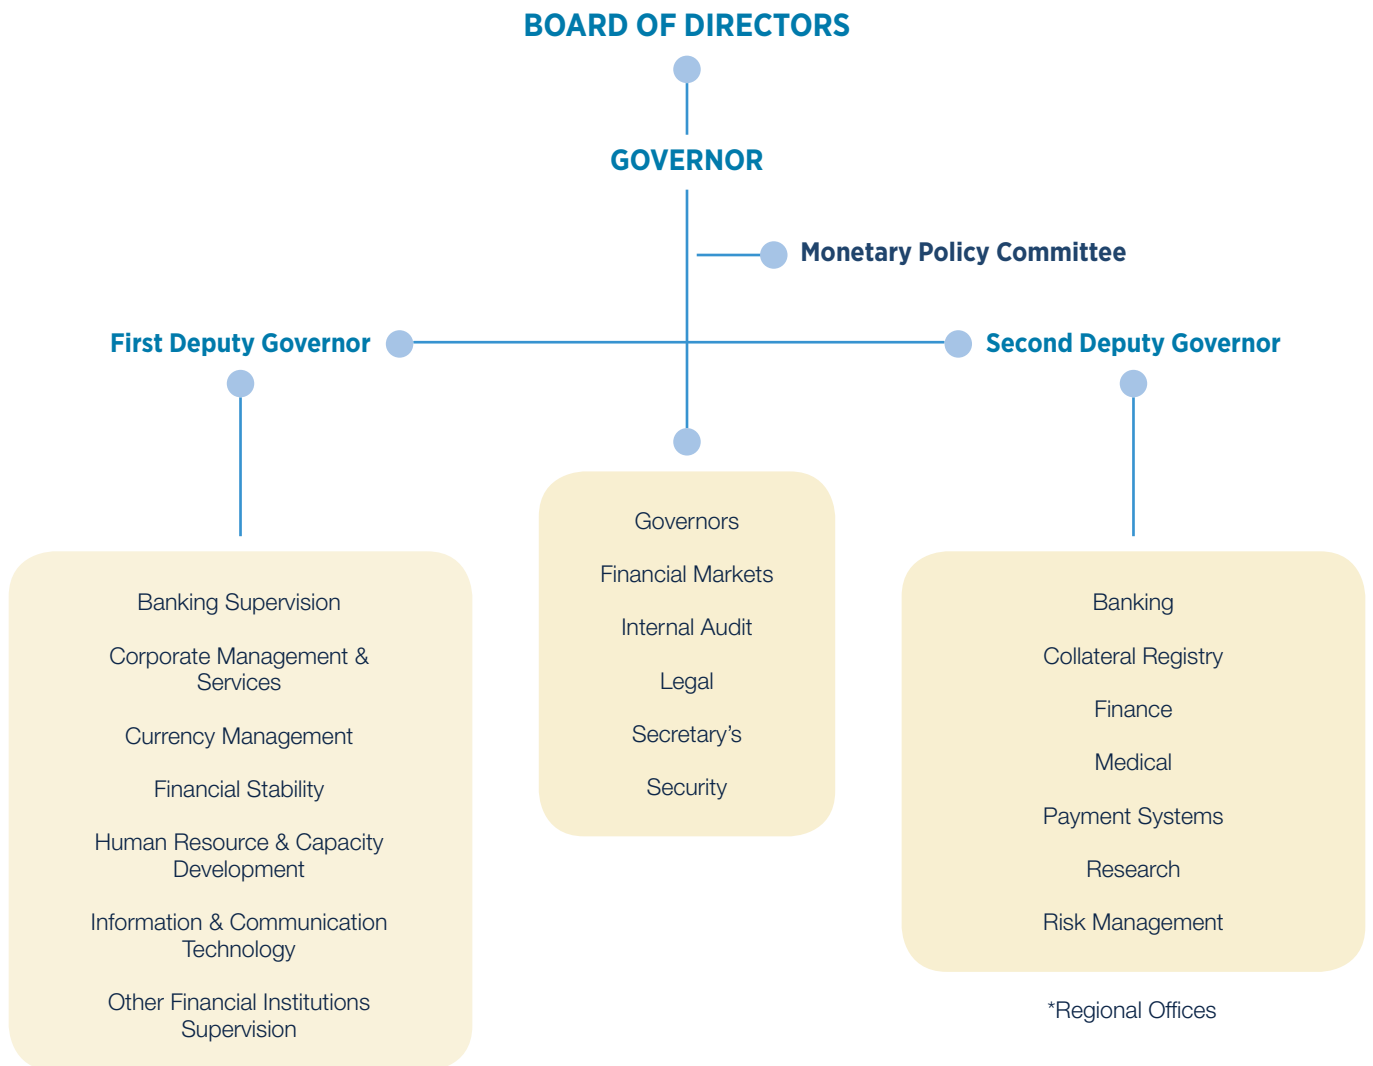 BOARD OF DIRECTORS
GOVERNOR
Monetary Policy Committee
First Deputy Governor
Second Deputy Governor
Banking Supervision
Corporate Management &
Services
Currency Management
Financial Stability
Human Resource & Capacity
Development
Information & Communication
Technology
Other Financial Institutions
Supervision
Governors
Financial Markets
Internal Audit
Legal
Secretary’s
Security
Banking
Collateral Registry
Finance
Medical
Payment Systems
Research
Risk Management
*Regional Offices